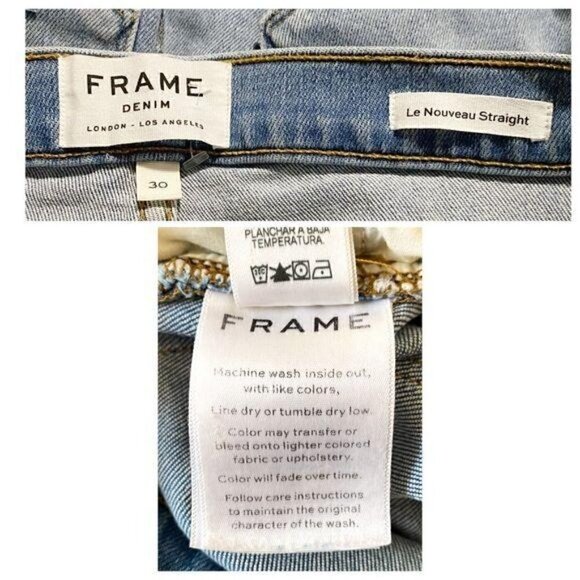 FRAME
DENIM
LONDON - LOS ANGELES
30
Le Nouveau Straight
PLANCHAR A BAJA
TEMPERATURA.
FRAME
Machine wash inside out,
with like colors,
Line dry or tumble dry low.
Color may transfer or
bleed onto lighter colored
fabric or upholstery.
Color will fade over time.
Follow care instructions
to maintain the original
character of the wash.